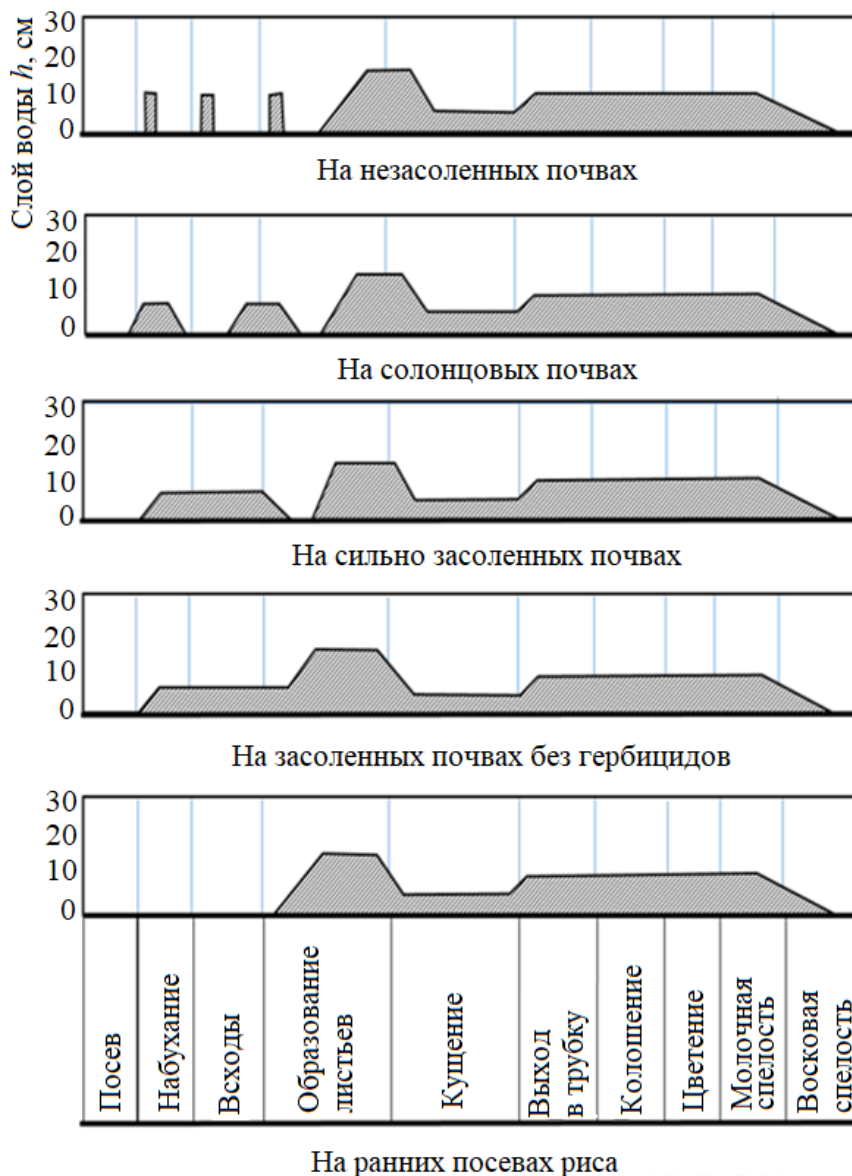 Слой воды h, см
30
20
10
0
На незасоленных почвах
30
20
10
0
На солонцовых почвах
30
20
10
0
На сильно засоленных почвах
30
20
10
0
На засоленных почвах без гербицидов
30
20
10
0
Посев
Набухание
Всходы
Образование
листьев
Кущение
Выход
в трубку
Колошение
Цветение
Молочная
спелость
Восковая
спелость
На ранних посевах риса